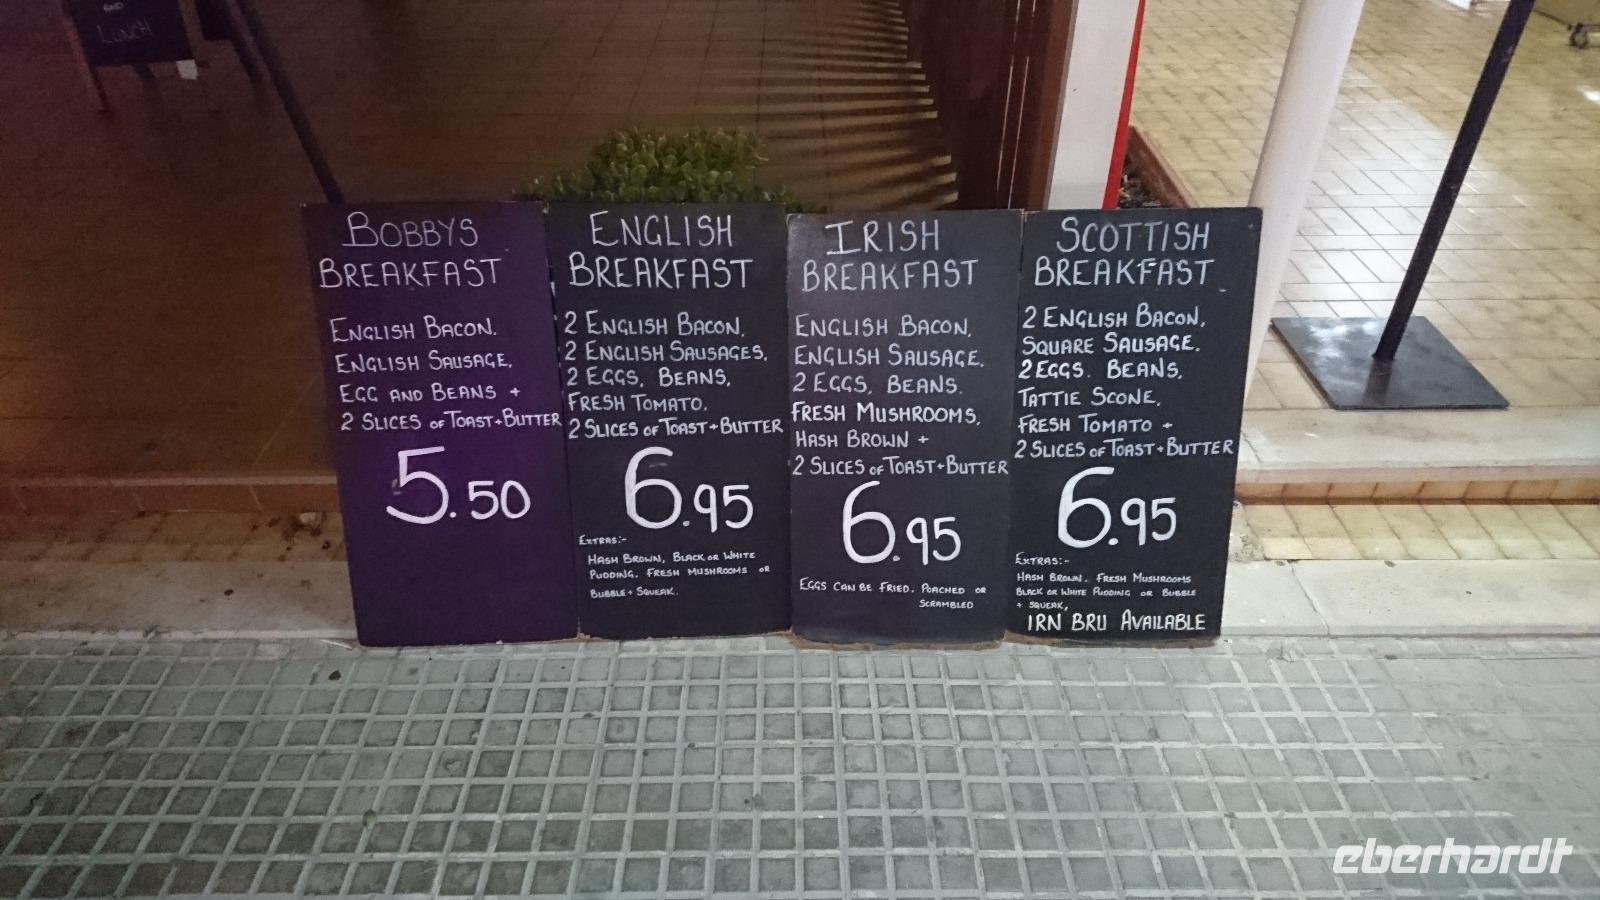 AND
LUNCH
BOBBYS
BREAKFAST
ENGLISH BACON.
ENGLISH SAUSAGE,
EGG AND BEANS +
2 SLICES OF TOAST+BUTTER
5.50
ENGLISH
BREAKFAST
2 ENGLISH BACON,
2 ENGLISH SAUSAGES,
2 EGGS, BEANS,
FRESH TOMATO.
2 SLICES OF TOAST+BUTTER
6.95
EXTRAS:-
HASH BROWN, BLACK OR WHITE
PUDDING. FRESH MUSHROOMS OR
BUBBLE + SQUEAK.
IRISH
BREAKFAST
ENGLISH BACON,
ENGLISH SAUSAGE,
2 EGGS, BEANS.
FRESH MUSHROOMS,
HASH BROWN +
2 SLICES OF TOAST+BUTTER
6.95
EGGS CAN BE FRIED. POACHED OR
SCRAMBLED
SCOTTISH
BREAKFAST
2 ENGLISH BACON,
SQUARE SAUSAGE.
2 EGGS. BEANS,
TATTIE SCONE,
FRESH TOMATO +
2 SLICES OF TOAST+BUTTER
6.95
EXTRAS:-
HASH BROWN. FRESH MUSHROOMS
BLACK OR WHITE PUDDING OR BUBBLE
+ SQUEAK,
IRN BRU AVAILABLE
eberhardt